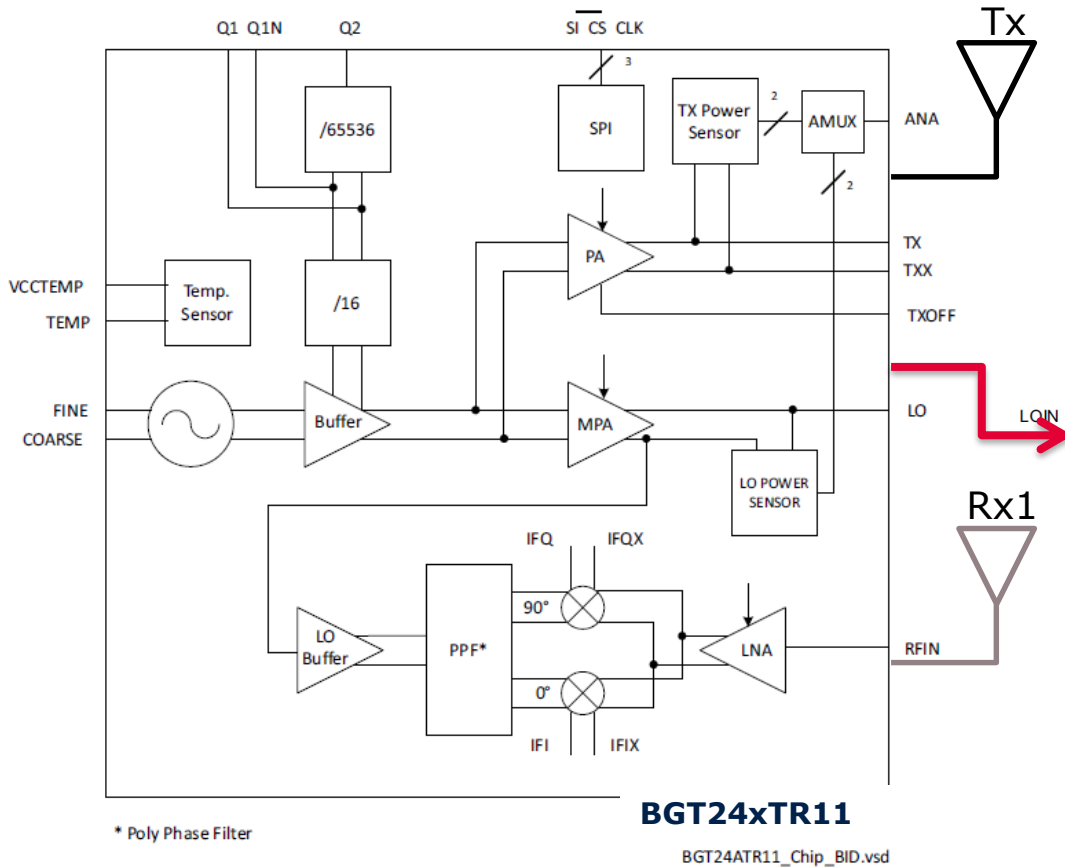 Q1 Q1N Q2 SI CS CLK Tx
3
/65536
SPI
TX Power
Sensor
2
AMUX
ANA
2
PA
TX
TXX
TXOFF
VCCTEMP
TEMP
Temp.
Sensor
/16
FINE
COARSE
Buffer
MPA
LO
LOIN
LO POWER
SENSOR
Rx1
IFQ IFQX
90°
LO
Buffer
PPF*
LNA
RFIN
0°
IFI IFIX
BGT24xTR11
* Poly Phase Filter
BGT24ATR11_Chip_BID.vsd